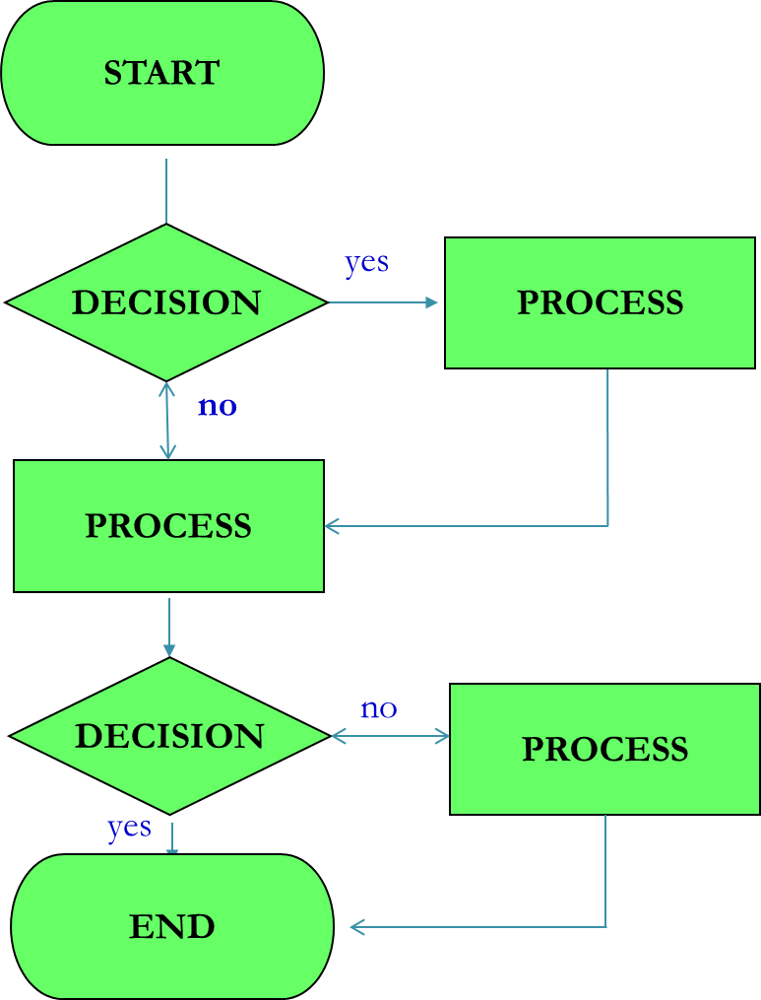 START
DECISION
yes
PROCESS
no
PROCESS
DECISION
no
PROCESS
yes
END